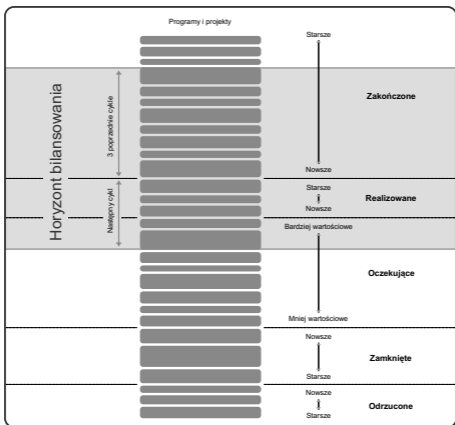 Programy i projekty
Starsze
Zakończone
Horyzont bilansowania
3 poprzednie cykle
Nowsze
Starsze
Realizowane
Nowsze
Następny cykl
Bardziej wartościowe
Oczekujące
Mniej wartościowe
Nowsze
Zamknięte
Starsze
Nowsze
Odrzucone
Starsze